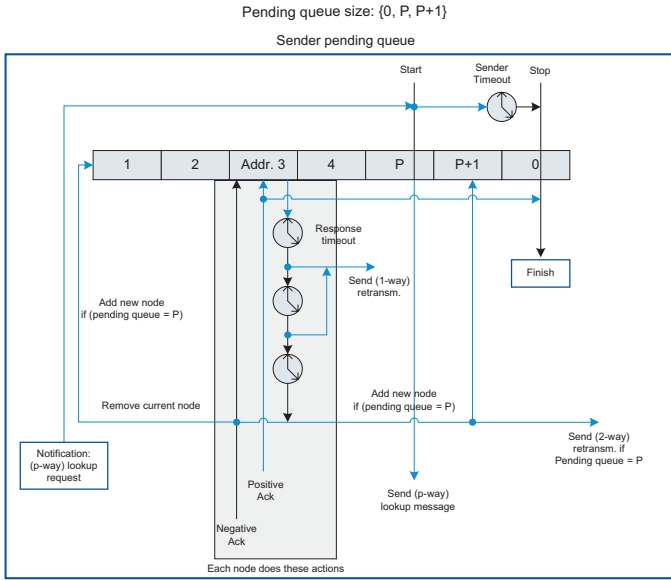 Pending queue size: {0, P, P+1}
Sender pending queue
Start
Sender
Timeout
Stop
1
2
Addr. 3
4
P
P+1
0
Response
timeout
Finish
Send (1-way)
retransm.
Add new node
if (pending queue = P)
Remove current node
Add new node
if (pending queue = P)
Send (2-way)
retransm. if
Pending queue = P
Notification:
(p-way) lookup
request
Positive
Ack
Send (p-way)
lookup message
Negative
Ack
Each node does these actions